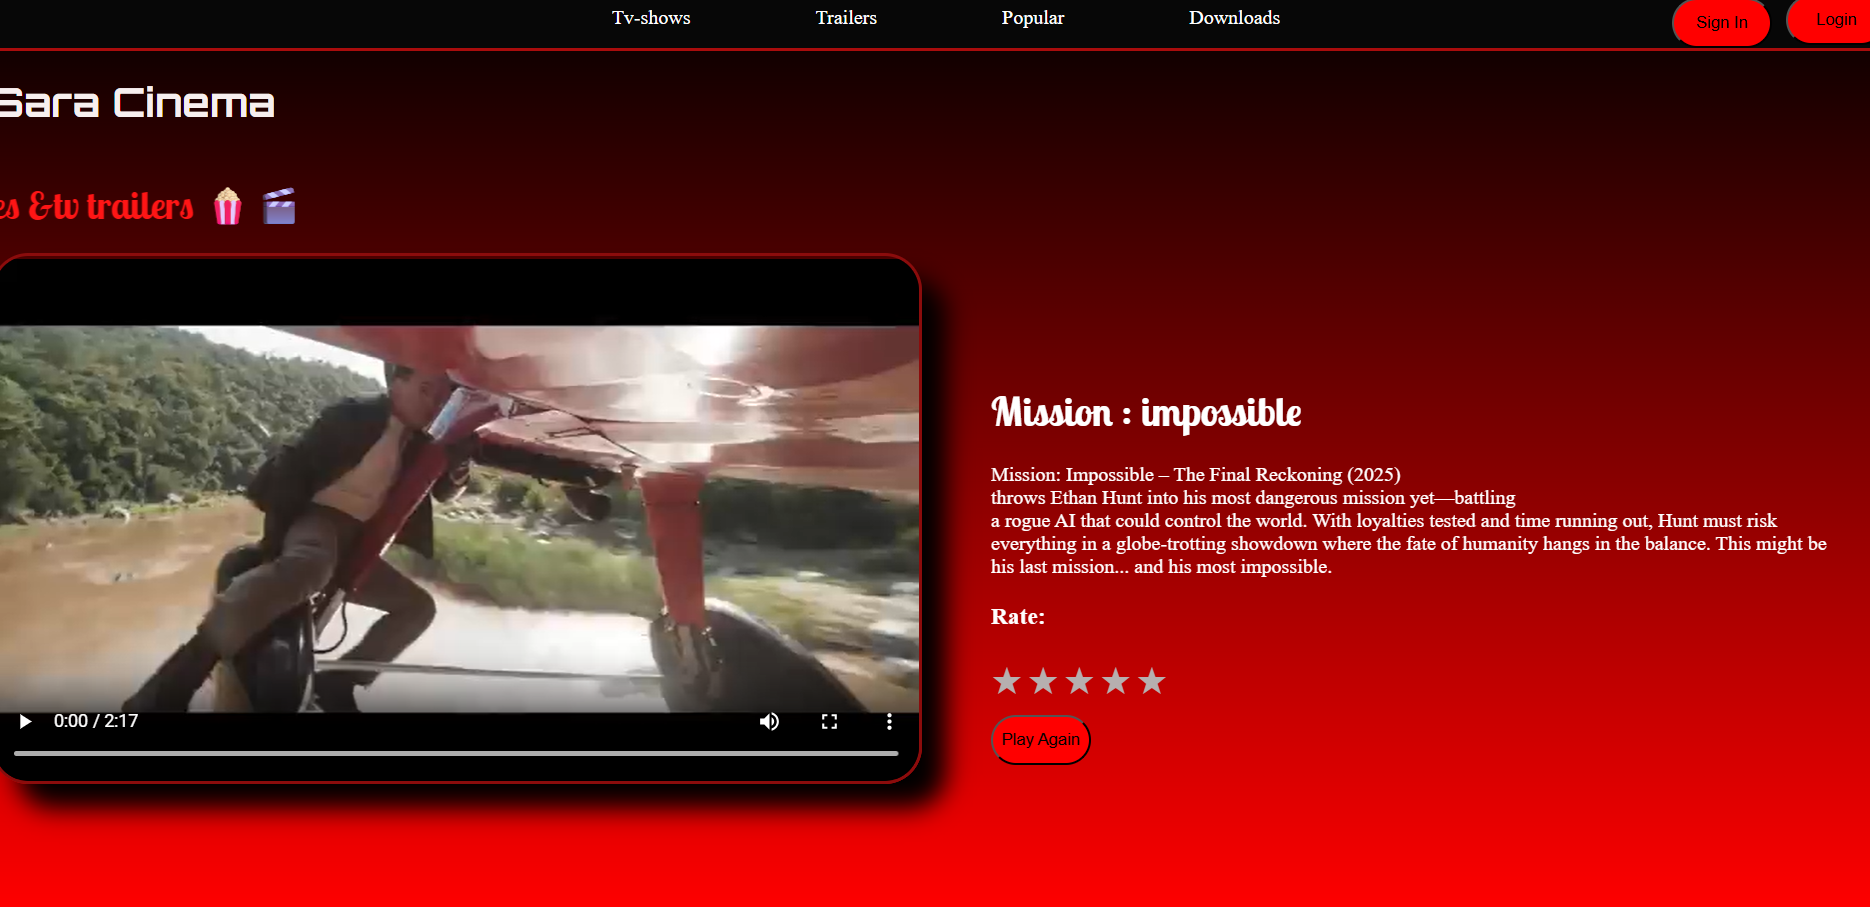 Tv-shows Trailers Popular Downloads Sign In Login
Sara Cinema
es &tv trailers
Mission : impossible
Mission: Impossible – The Final Reckoning (2025)
throws Ethan Hunt into his most dangerous mission yet—battling
a rogue AI that could control the world. With loyalties tested and time running out, Hunt must risk
everything in a globe-trotting showdown where the fate of humanity hangs in the balance. This might be
his last mission... and his most impossible.
Rate:
0:00 / 2:17
Play Again